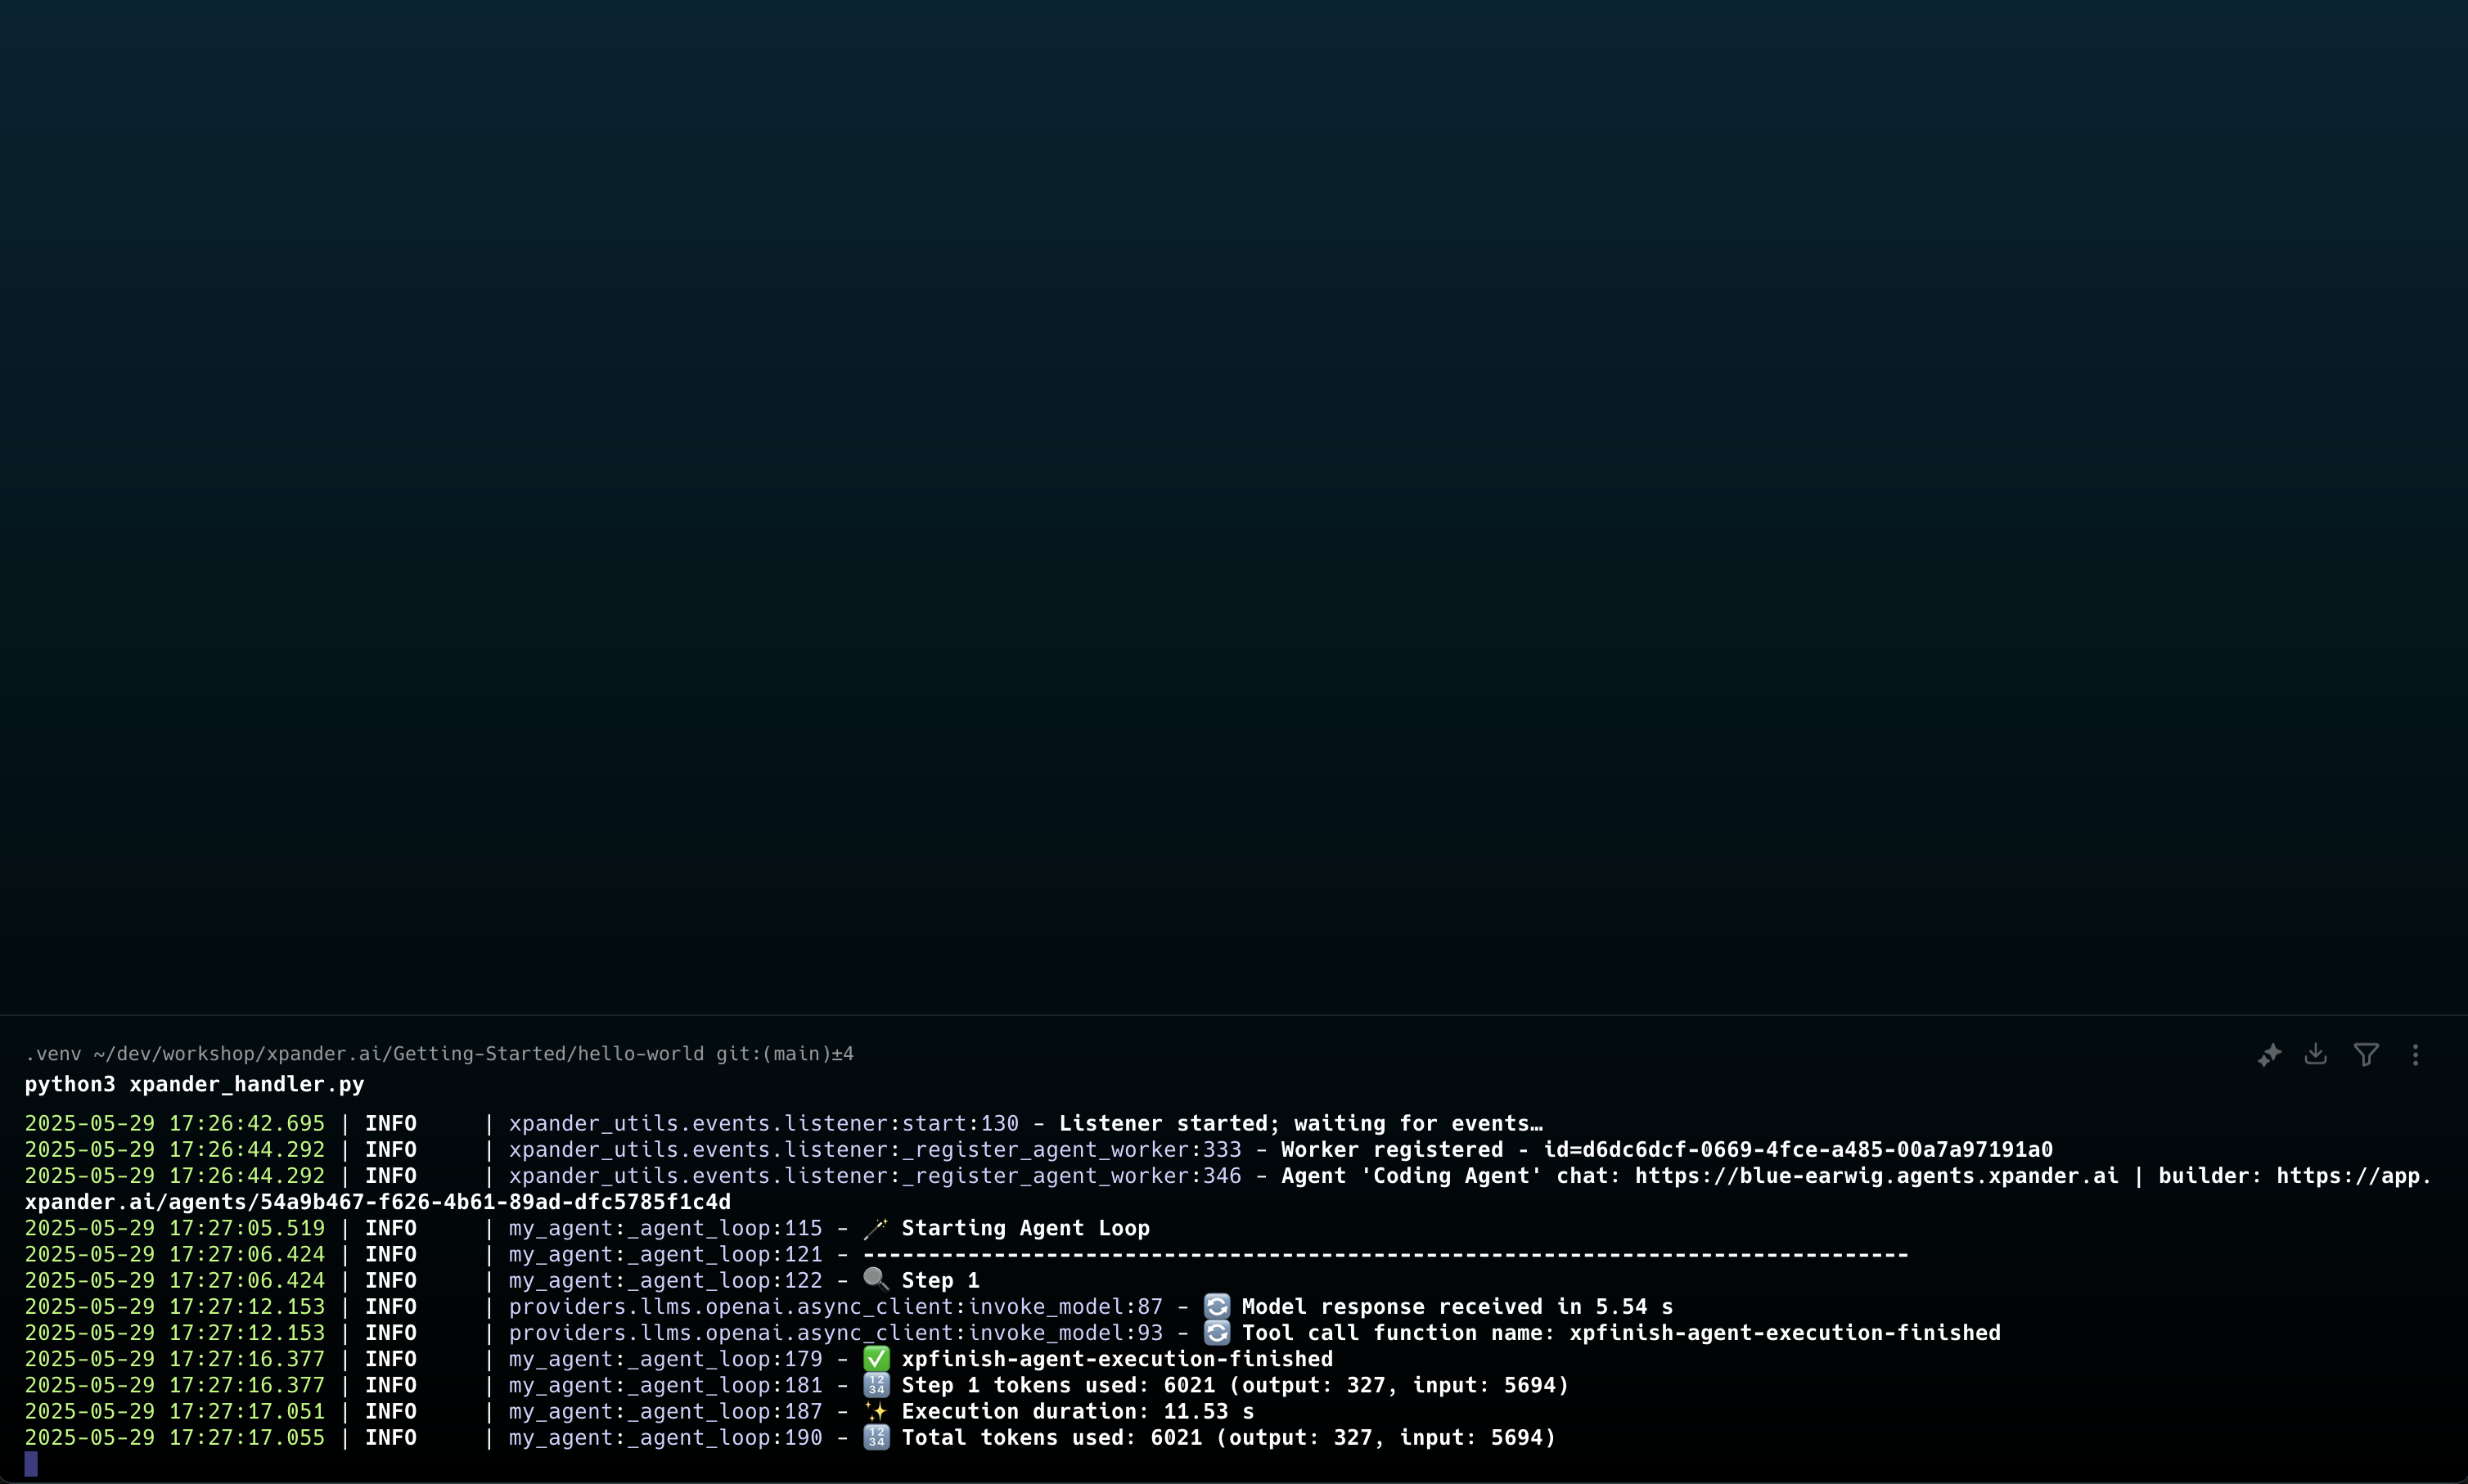 .venv ~/dev/workshop/xpander.ai/Getting-Started/hello-world git:(main)±4
python3 xpander_handler.py
2025-05-29 17:26:42.695 | INFO     | xpander_utils.events.listener:start:130 - Listener started; waiting for events…
2025-05-29 17:26:44.292 | INFO     | xpander_utils.events.listener:_register_agent_worker:333 - Worker registered - id=d6dc6dcf-0669-4fce-a485-00a7a97191a0
2025-05-29 17:26:44.292 | INFO     | xpander_utils.events.listener:_register_agent_worker:346 - Agent 'Coding Agent' chat: https://blue-earwig.agents.xpander.ai | builder: https://app.
xpander.ai/agents/54a9b467-f626-4b61-89ad-dfc5785f1c4d
2025-05-29 17:27:05.519 | INFO     | my_agent:_agent_loop:115 - 🪄 Starting Agent Loop
2025-05-29 17:27:06.424 | INFO     | my_agent:_agent_loop:121 - --------------------------------------------------------------------------------
2025-05-29 17:27:06.424 | INFO     | my_agent:_agent_loop:122 - 🔍 Step 1
2025-05-29 17:27:12.153 | INFO     | providers.llms.openai.async_client:invoke_model:87 - 🔄 Model response received in 5.54 s
2025-05-29 17:27:12.153 | INFO     | providers.llms.openai.async_client:invoke_model:93 - 🔄 Tool call function name: xpfinish-agent-execution-finished
2025-05-29 17:27:16.377 | INFO     | my_agent:_agent_loop:179 - ✅ xpfinish-agent-execution-finished
2025-05-29 17:27:16.377 | INFO     | my_agent:_agent_loop:181 - 🔢 Step 1 tokens used: 6021 (output: 327, input: 5694)
2025-05-29 17:27:17.051 | INFO     | my_agent:_agent_loop:187 - ✨ Execution duration: 11.53 s
2025-05-29 17:27:17.055 | INFO     | my_agent:_agent_loop:190 - 🔢 Total tokens used: 6021 (output: 327, input: 5694)